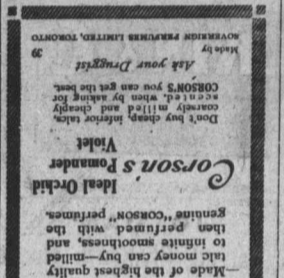 —Made of the highest quality
talc money can buy—milled
to infinite smoothness, and
then perfumed with the
genuine "CORSON" perfumes.
Ideal Orchid
Corson's Pomander
Violet
Don't buy cheap, inferior talcs,
coarsely milled and cheaply
scented, when by asking for
CORSON'S you can get the best.
Ask your Druggist
Made by 39
SOVEREIGN PERFUMES LIMITED, TORONTO